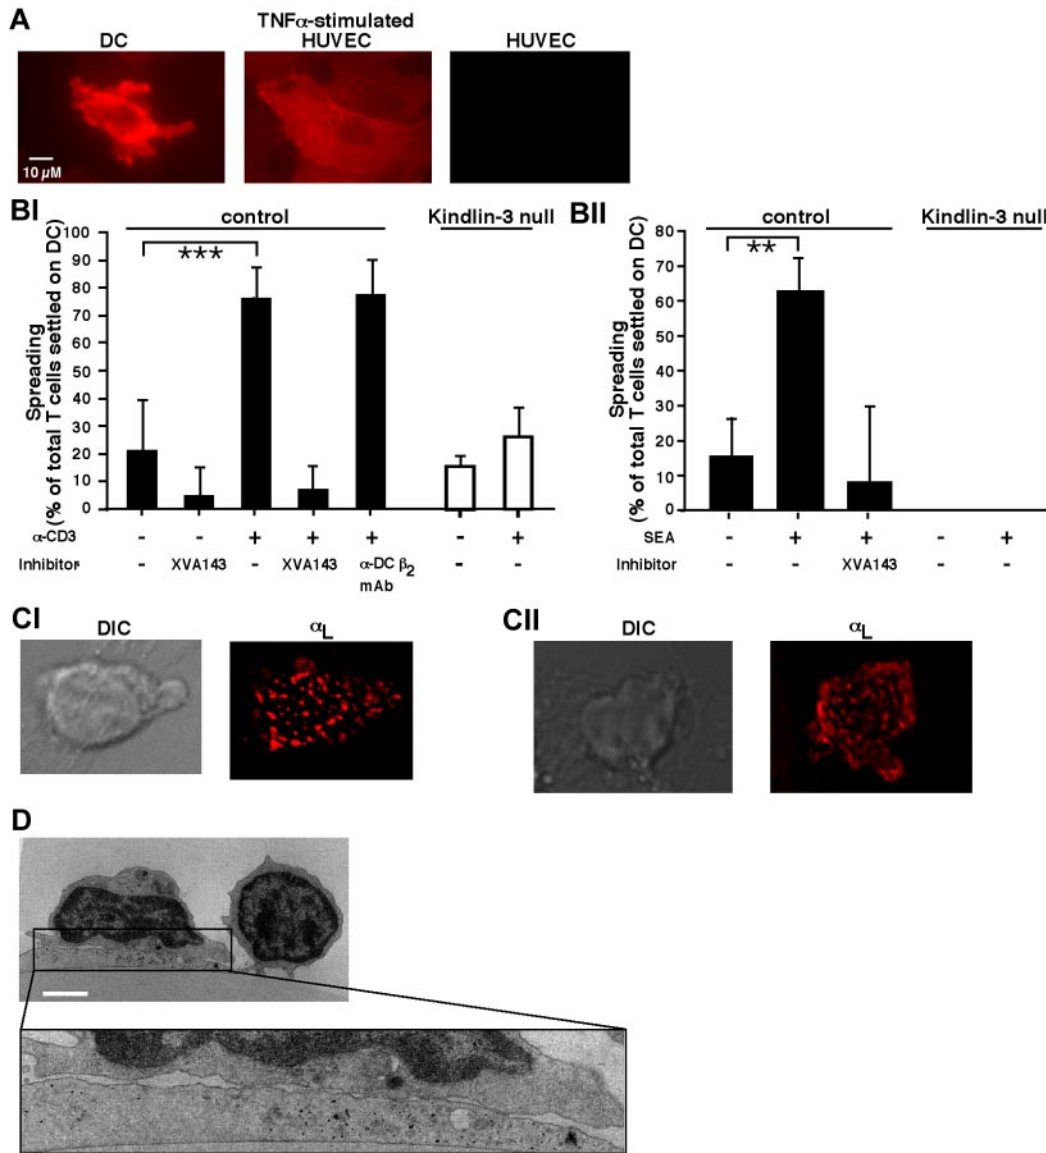 A
DC
TNFα-stimulated
HUVEC
HUVEC
10 µM
BI
control
Kindlin-3 null
Spreading
(% of total T cells settled on DC)
100
90
80
70
60
50
40
30
20
10
0
***
α-CD3 - - + + + - +
Inhibitor - XVA143 - XVA143 α-DC β2 - -
mAb
BII
control
Kindlin-3 null
Spreading
(% of total T cells settled on DC)
80
70
60
50
40
30
20
10
0
**
SEA - + + - +
Inhibitor - - XVA143 - -
CI
DIC
αL
CII
DIC
αL
D